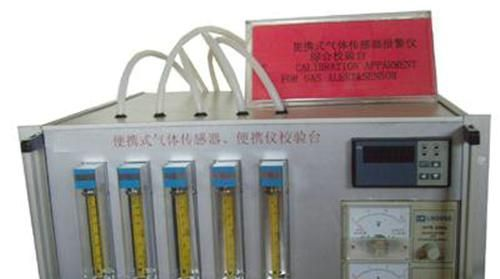 便携式气体传感器报警仪
综合校验台
CALIBRATION APPARMENT
FOR GAS ALERT&SENSOR
便携式气体传感器、便携仪校验台